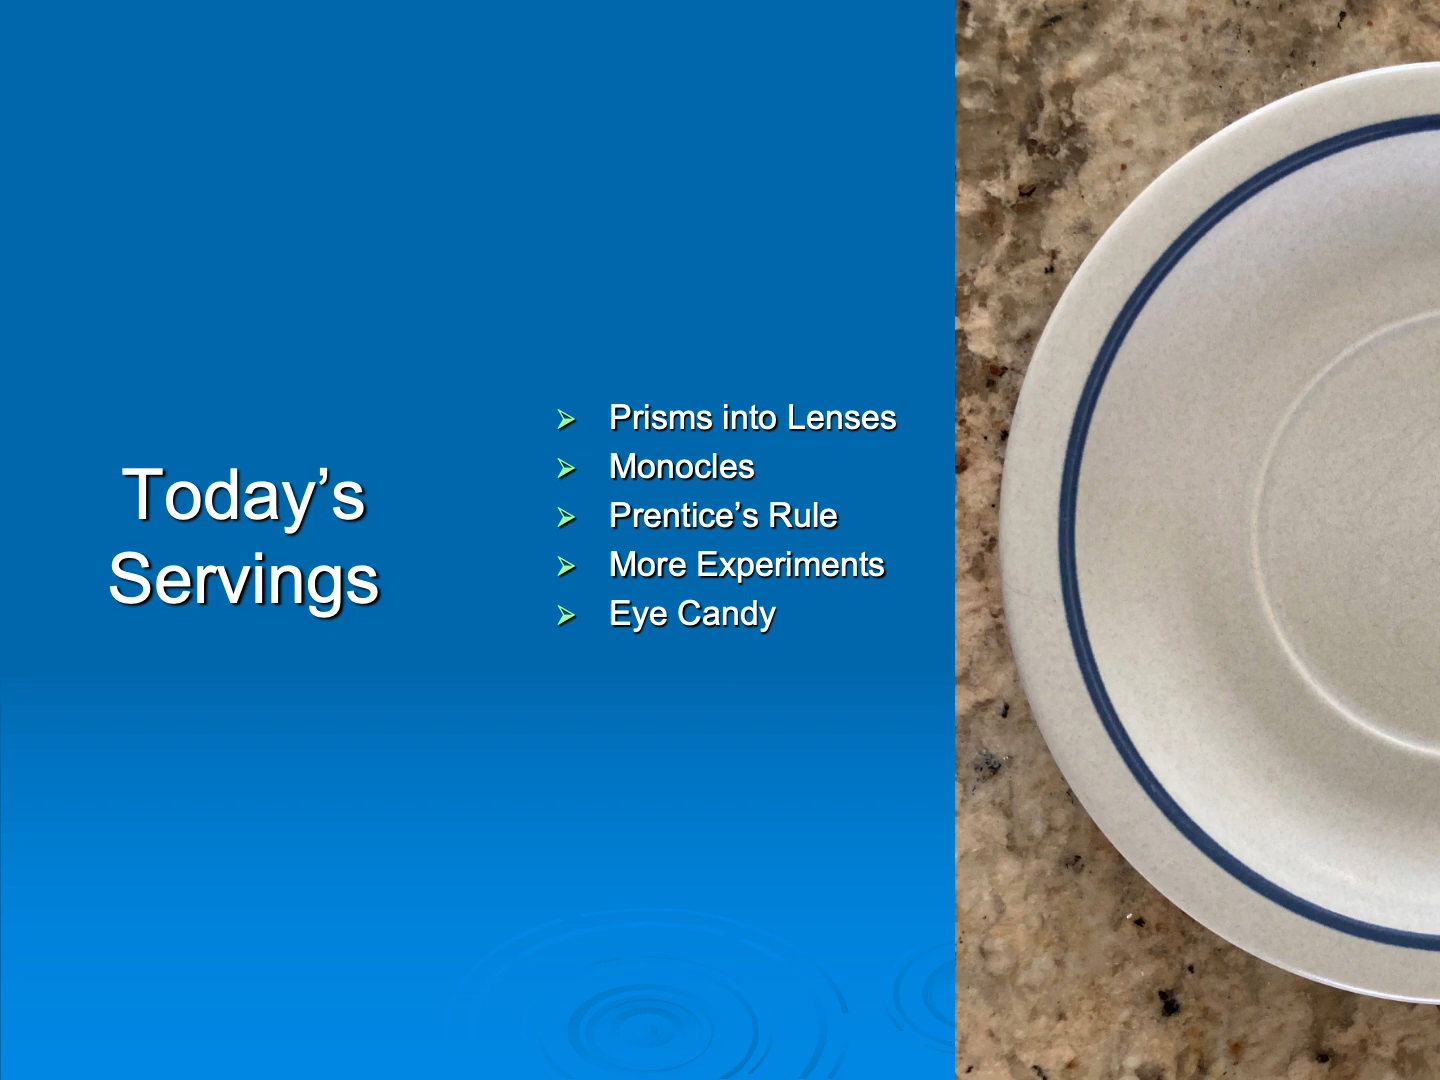 Today’s
Servings
Prisms into Lenses
Monocles
Prentice’s Rule
More Experiments
Eye Candy